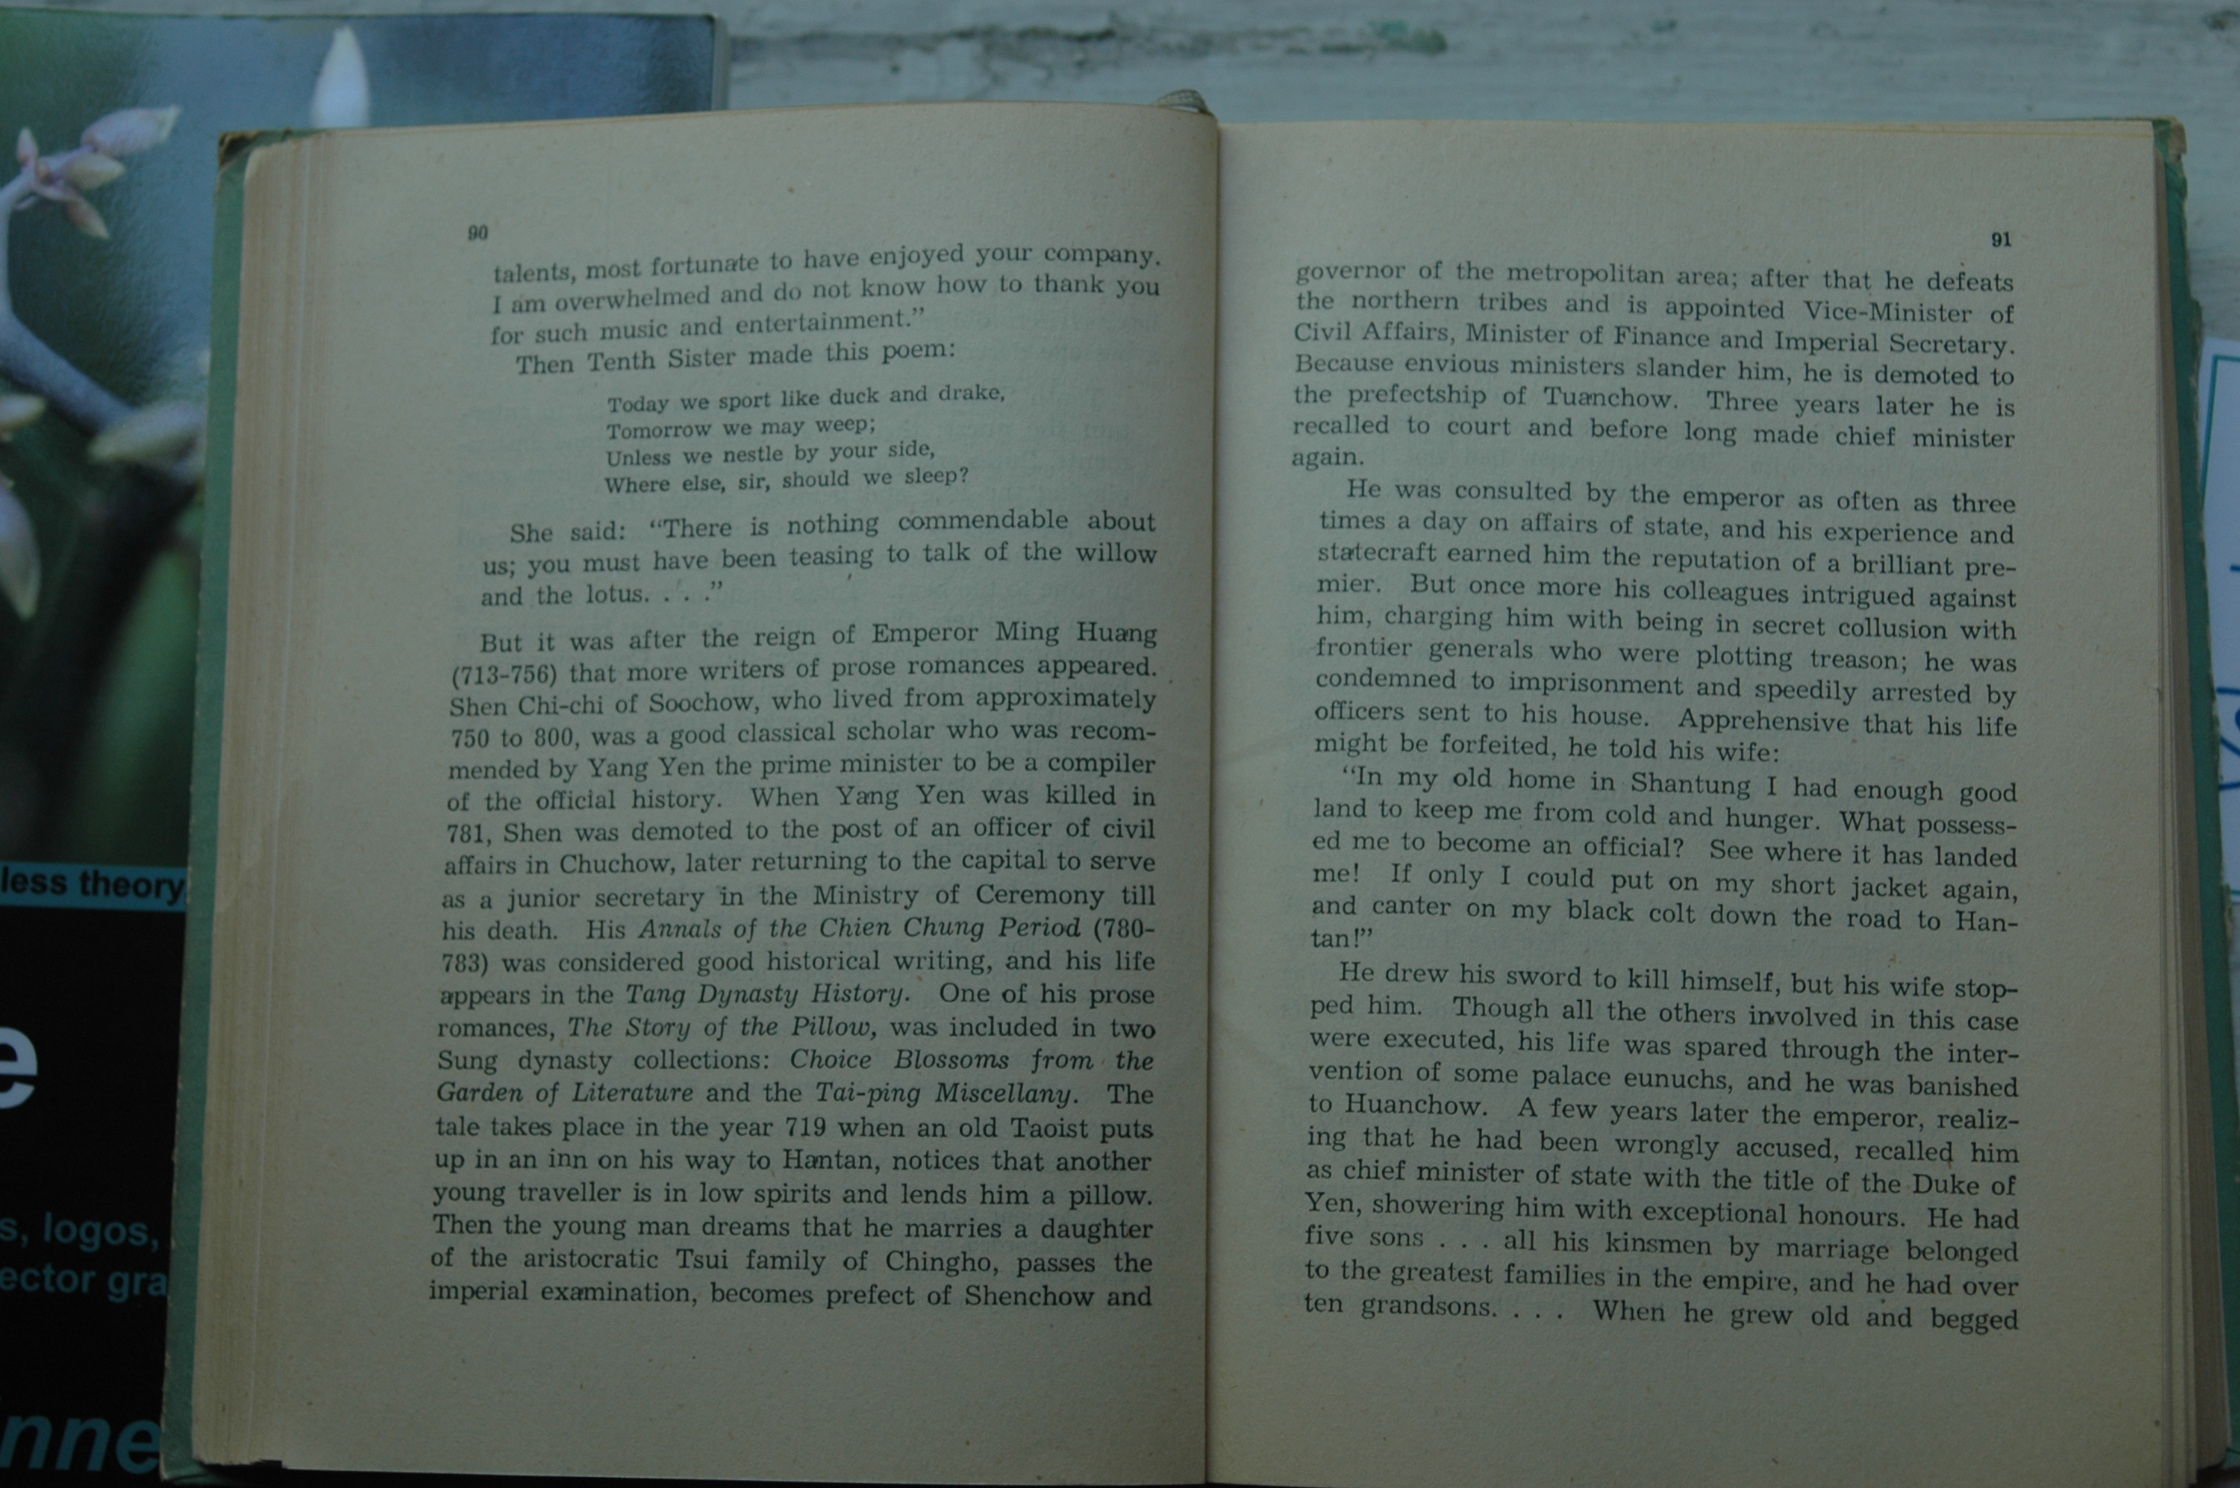 90
talents, most fortunate to have enjoyed your company.
I am overwhelmed and do not know how to thank you
for such music and entertainment."
Then Tenth Sister made this poem:
Today we sport like duck and drake,
Tomorrow we may weep;
Unless we nestle by your side,
Where else, sir, should we sleep?
She said: "There is nothing commendable about
us; you must have been teasing to talk of the willow
and the lotus. . . ."
But it was after the reign of Emperor Ming Huang
(713-756) that more writers of prose romances appeared.
Shen Chi-chi of Soochow, who lived from approximately
750 to 800, was a good classical scholar who was recom-
mended by Yang Yen the prime minister to be a compiler
of the official history. When Yang Yen was killed in
781, Shen was demoted to the post of an officer of civil
affairs in Chuchow, later returning to the capital to serve
as a junior secretary in the Ministry of Ceremony till
his death. His Annals of the Chien Chung Period (780-
783) was considered good historical writing, and his life
appears in the Tang Dynasty History. One of his prose
romances, The Story of the Pillow, was included in two
Sung dynasty collections: Choice Blossoms from the
Garden of Literature and the Tai-ping Miscellany. The
tale takes place in the year 719 when an old Taoist puts
up in an inn on his way to Hantan, notices that another
young traveller is in low spirits and lends him a pillow.
Then the young man dreams that he marries a daughter
of the aristocratic Tsui family of Chingho, passes the
imperial examination, becomes prefect of Shenchow and
91
governor of the metropolitan area; after that he defeats
the northern tribes and is appointed Vice-Minister of
Civil Affairs, Minister of Finance and Imperial Secretary.
Because envious ministers slander him, he is demoted to
the prefectship of Tuanchow. Three years later he is
recalled to court and before long made chief minister
again.
He was consulted by the emperor as often as three
times a day on affairs of state, and his experience and
statecraft earned him the reputation of a brilliant pre-
mier. But once more his colleagues intrigued against
him, charging him with being in secret collusion with
frontier generals who were plotting treason; he was
condemned to imprisonment and speedily arrested by
officers sent to his house. Apprehensive that his life
might be forfeited, he told his wife:
"In my old home in Shantung I had enough good
land to keep me from cold and hunger. What possess-
ed me to become an official? See where it has landed
me! If only I could put on my short jacket again,
and canter on my black colt down the road to Han-
tan!"
He drew his sword to kill himself, but his wife stop-
ped him. Though all the others involved in this case
were executed, his life was spared through the inter-
vention of some palace eunuchs, and he was banished
to Huanchow. A few years later the emperor, realiz-
ing that he had been wrongly accused, recalled him
as chief minister of state with the title of the Duke of
Yen, showering him with exceptional honours. He had
five sons . . . all his kinsmen by marriage belonged
to the greatest families in the empire, and he had over
ten grandsons. . . . When he grew old and begged
less theory
s, logos,
ector gra
nne